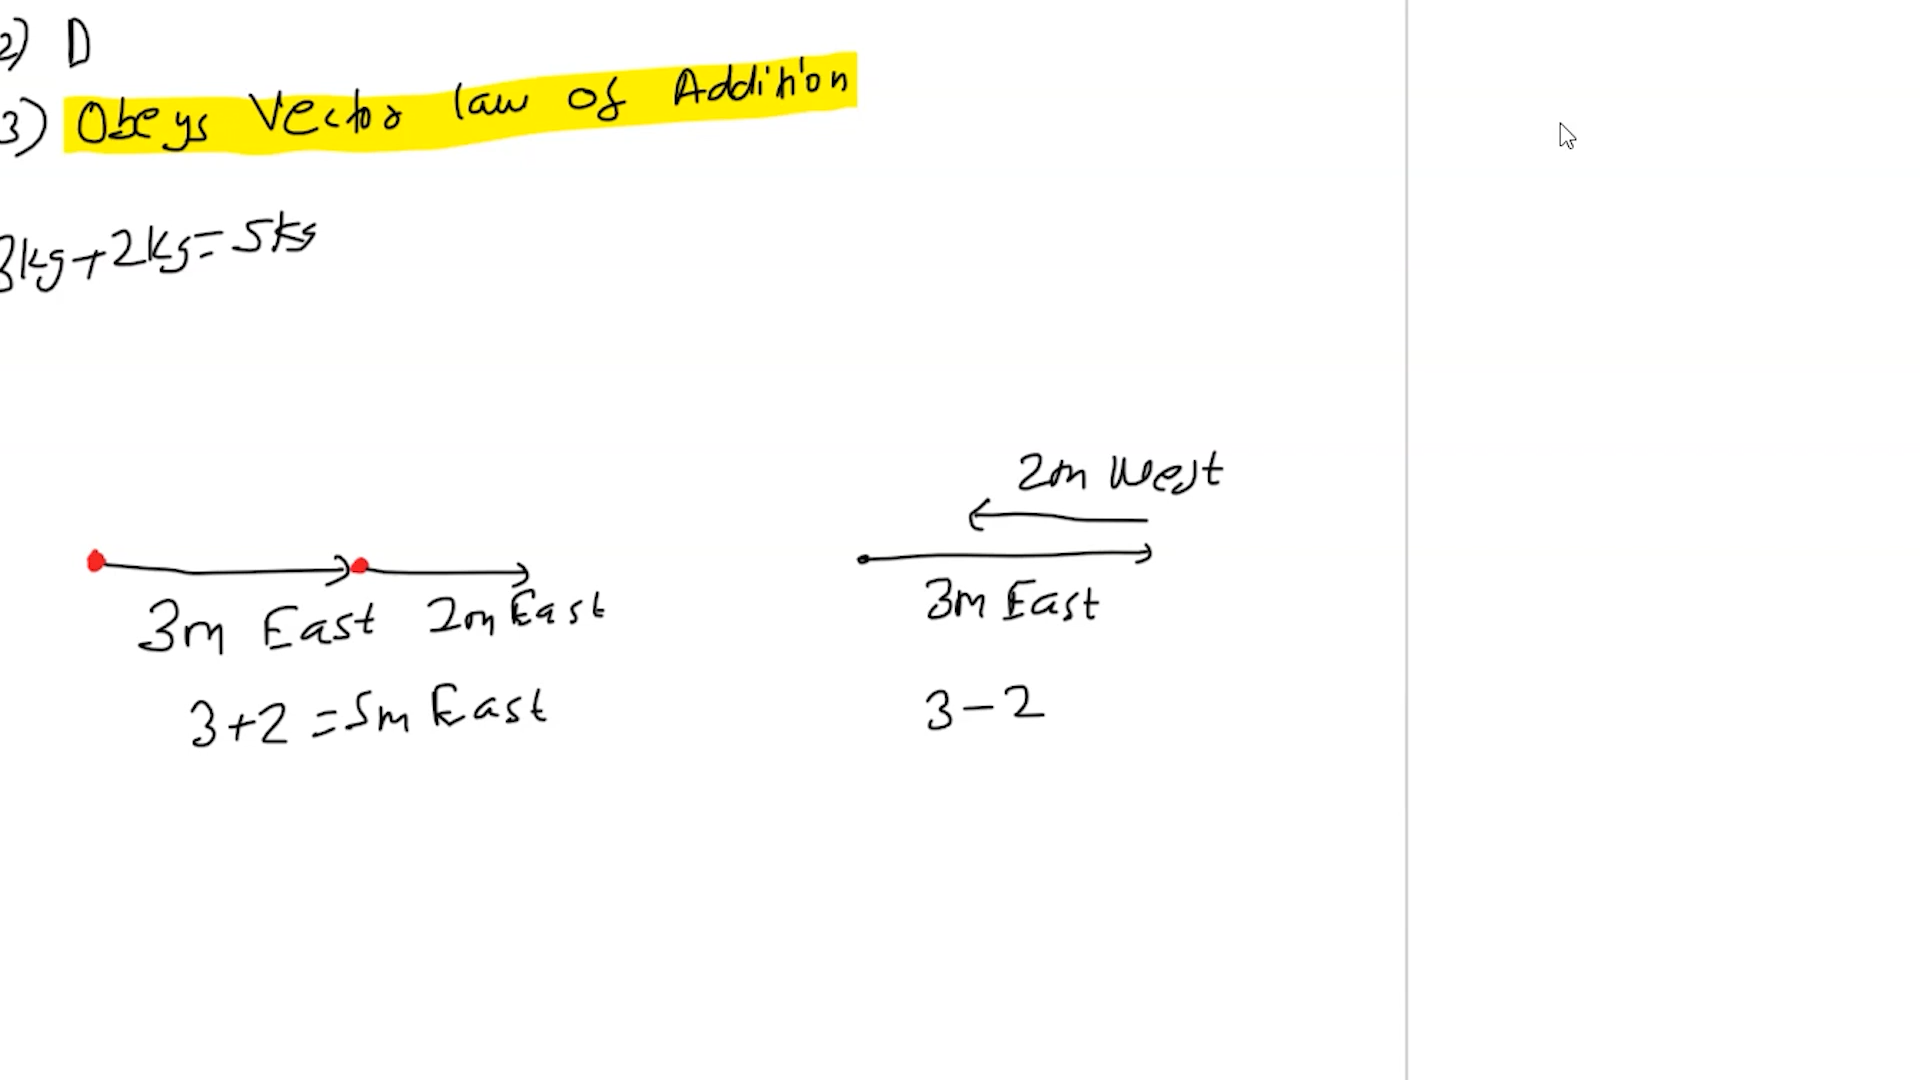 2) D
3) Obeys Vector law of Addition
3kg+2kg=5kg
2m West
3m East 2m East
3m East
3+2 =5m East
3-2